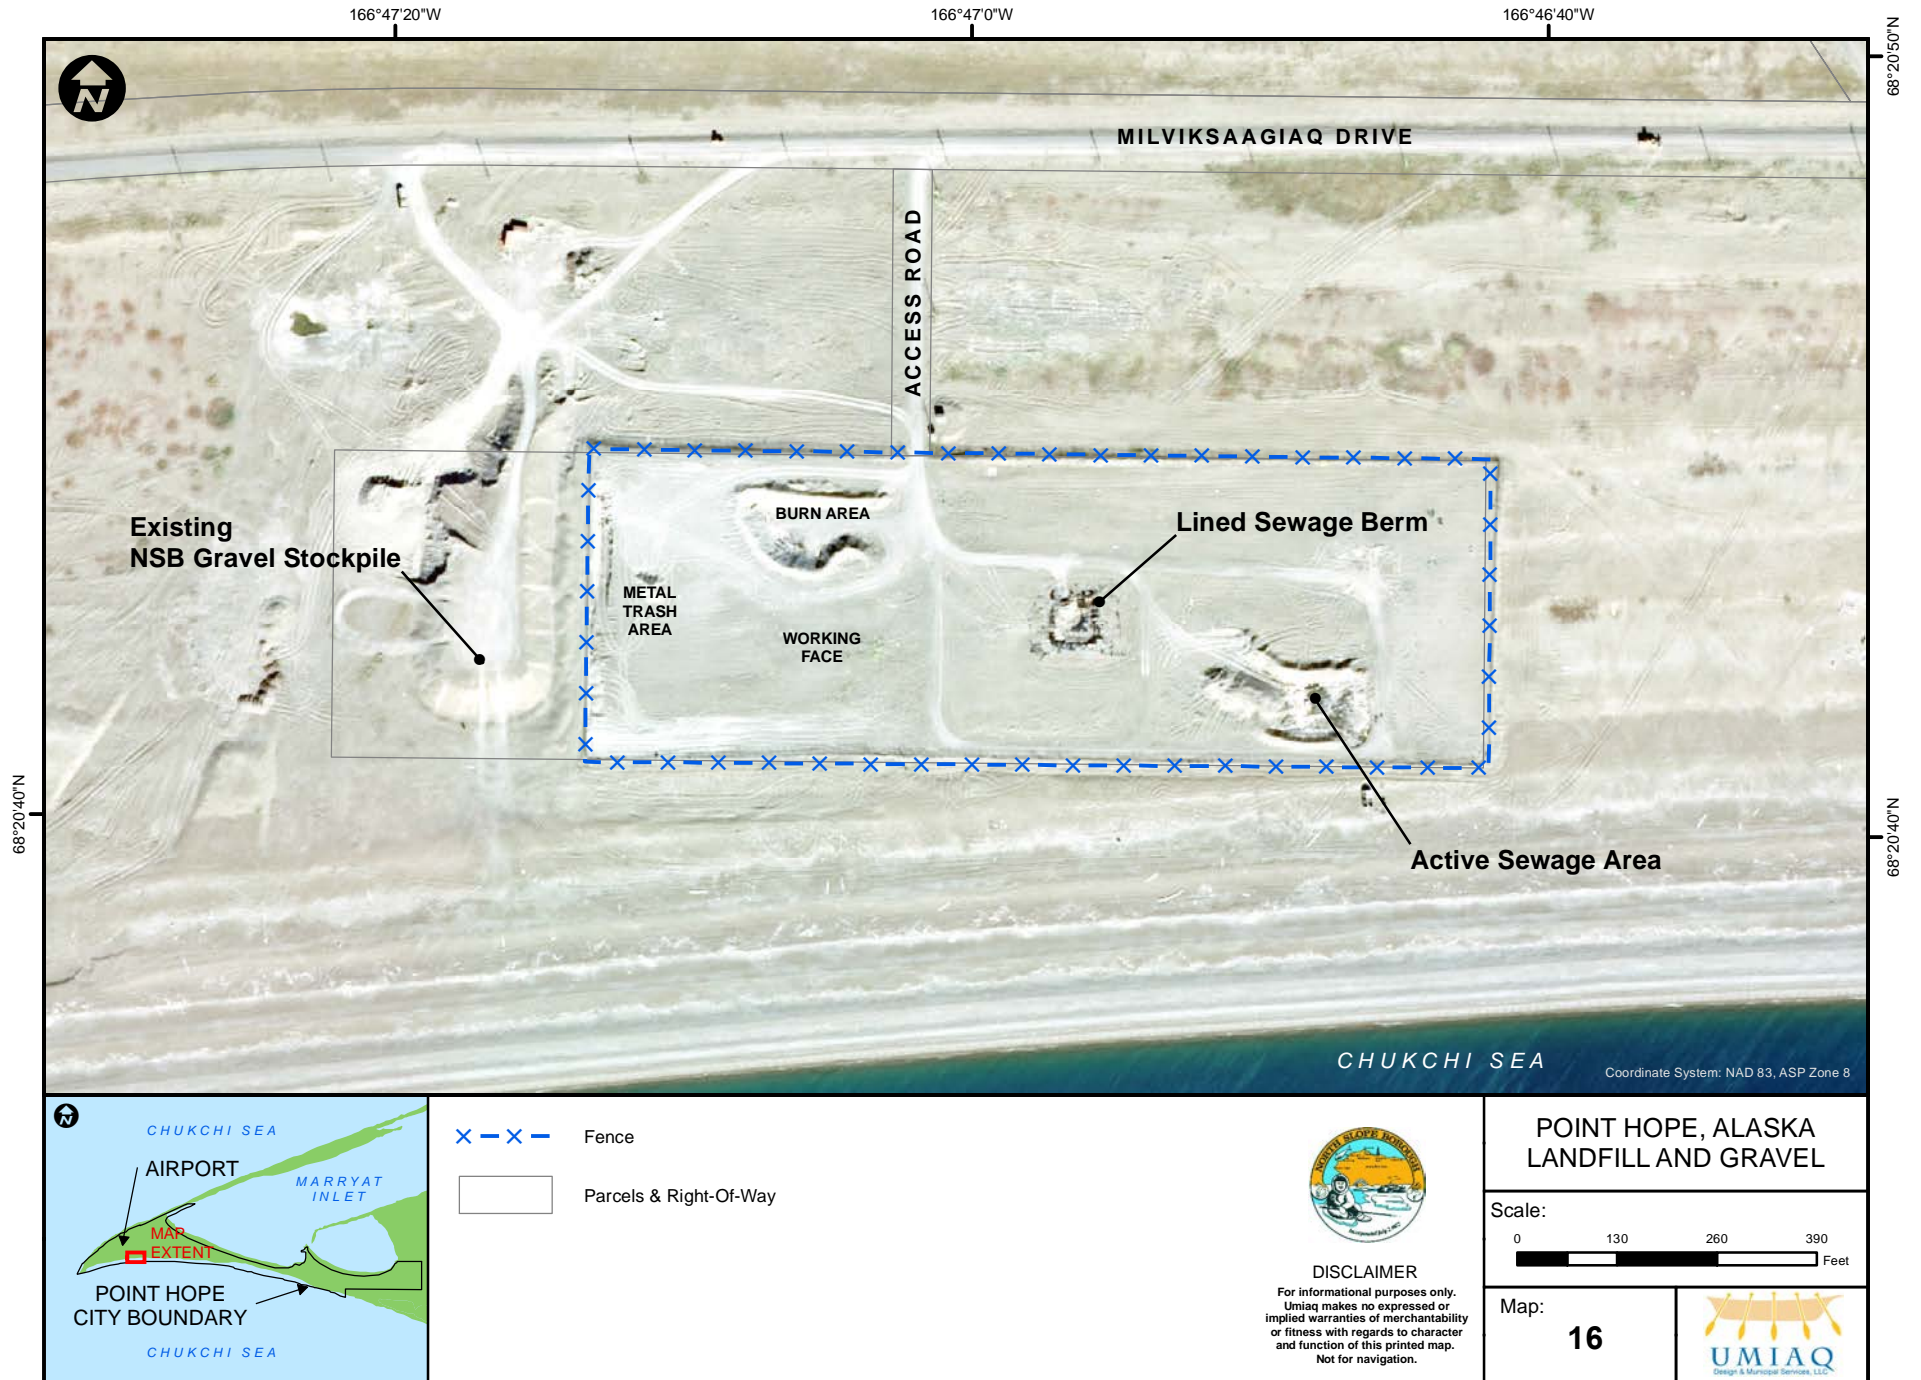 166°47'20"W
166°47'0"W
166°46'40"W
68°20'50"N
N
MILVIKSAAGIAQ DRIVE
ACCESS ROAD
BURN AREA
Existing
NSB Gravel Stockpile
Lined Sewage Berm
METAL
TRASH
AREA
WORKING
FACE
68°20'40"N
68°20'40"N
Active Sewage Area
CHUKCHI SEA
Coordinate System: NAD 83, ASP Zone 8
N
CHUKCHI SEA
AIRPORT
MARRYAT
INLET
MAP
EXTENT
POINT HOPE
CITY BOUNDARY
CHUKCHI SEA
Fence
Parcels & Right-Of-Way
NORTH SLOPE BOROUGH
DISCLAIMER
For informational purposes only.
Umiaq makes no expressed or
implied warranties of merchantability
or fitness with regards to character
and function of this printed map.
Not for navigation.
POINT HOPE, ALASKA
LANDFILL AND GRAVEL
Scale:
0 130 260 390
Feet
Map:
16
UMIAQ
Design & Municipal Services, LLC